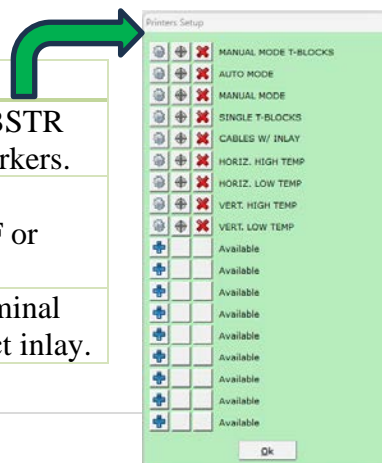 Printers Setup
MANUAL MODE T-BLOCKS
AUTO MODE
MANUAL MODE
SINGLE T-BLOCKS
CABLES W/ INLAY
HORIZ. HIGH TEMP
HORIZ. LOW TEMP
VERT. HIGH TEMP
VERT. LOW TEMP
Available
Available
Available
Available
Available
Available
Available
Available
Available
Ok
BSTR
rkers.
F or
minal
ct inlay.